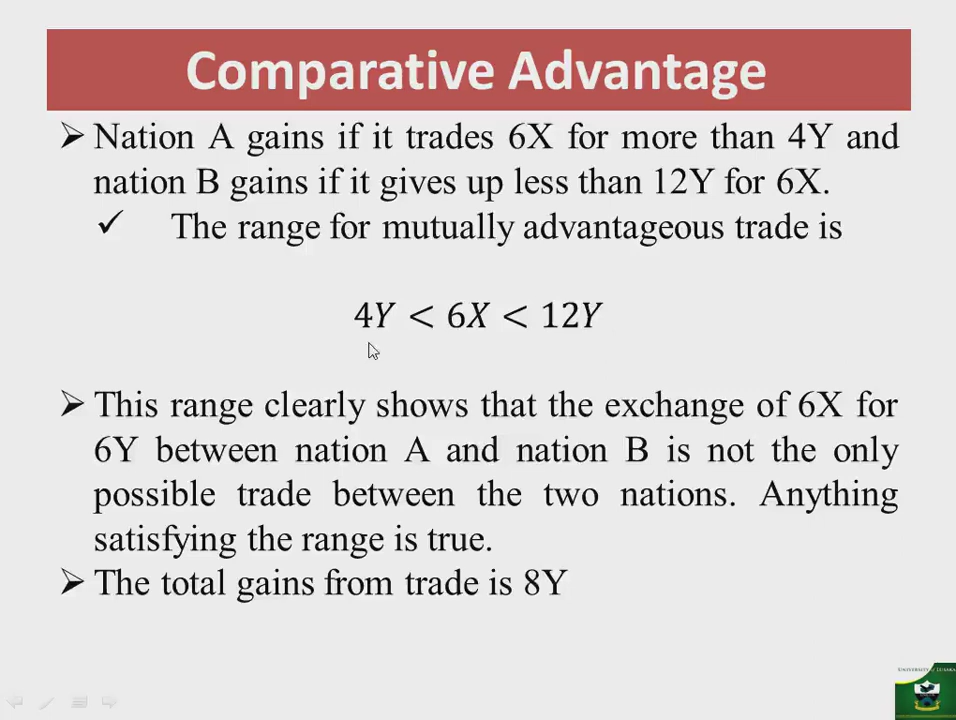 Comparative Advantage
➢ Nation A gains if it trades 6X for more than 4Y and
nation B gains if it gives up less than 12Y for 6X.
✓ The range for mutually advantageous trade is
4Y < 6X < 12Y
➢ This range clearly shows that the exchange of 6X for
6Y between nation A and nation B is not the only
possible trade between the two nations. Anything
satisfying the range is true.
➢ The total gains from trade is 8Y